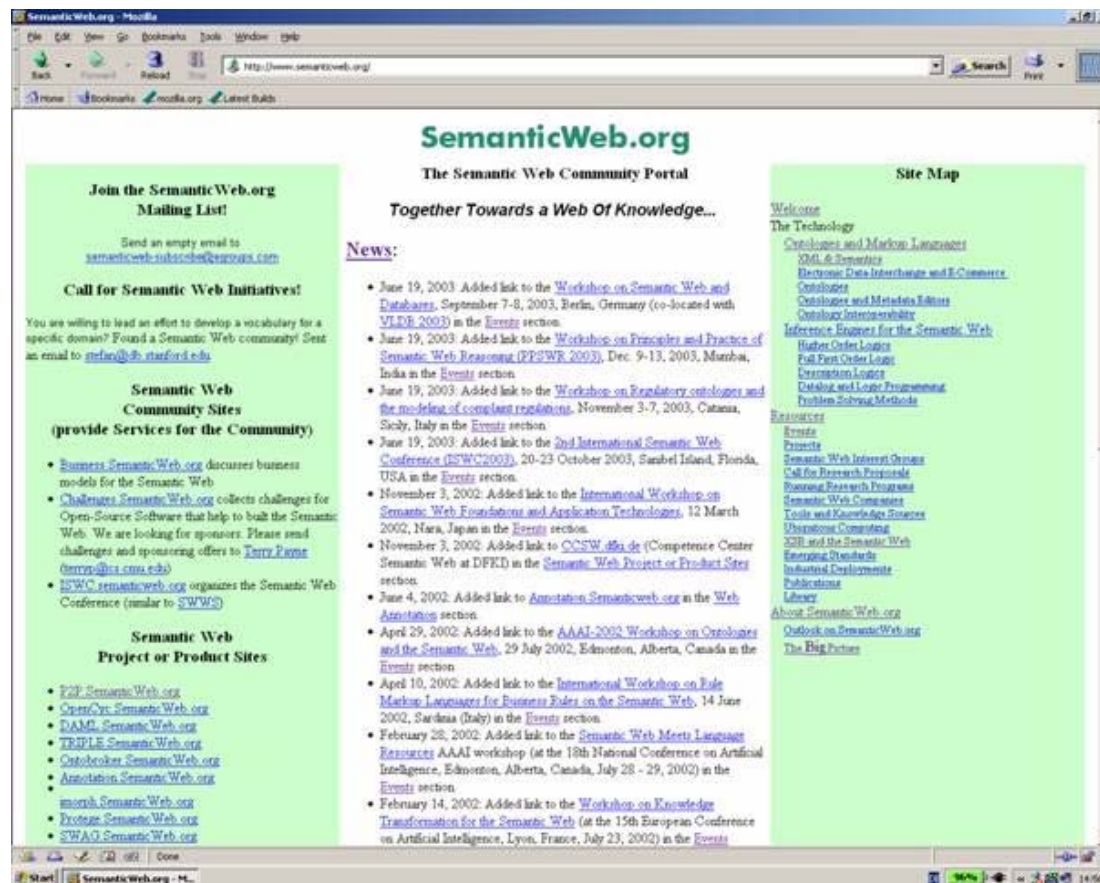 SemanticWeb.org - Mozilla
File Edit View Go Bookmarks Tools Window Help
Back Forward Reload Stop http://www.semanticweb.org/ Search Print
Home Bookmarks mozilla.org Latest Builds
SemanticWeb.org
Join the SemanticWeb.org
Mailing List!
Send an empty email to
semanticweb-subscribe@egroups.com
Call for Semantic Web Initiatives!
You are willing to lead an effort to develop a vocabulary for a
specific domain? Found a Semantic Web community! Sent
an email to stefan@db.stanford.edu
Semantic Web
Community Sites
(provide Services for the Community)
• Business.SemanticWeb.org discusses business
models for the Semantic Web
• Challenges.SemanticWeb.org collects challenges for
Open-Source Software that help to built the Semantic
Web. We are looking for sponsors. Please send
challenges and sponsoring offers to Terry Payne
(terryp@cs.cmu.edu)
• ISWC.semanticweb.org organizes the Semantic Web
Conference (similar to SWWS)
Semantic Web
Project or Product Sites
• P2P.SemanticWeb.org
• OpenCyc.SemanticWeb.org
• DAML.SemanticWeb.org
• TRIPLE.SemanticWeb.org
• Ontobroker.SemanticWeb.org
• Annotation.SemanticWeb.org
•
imorph.SemanticWeb.org
• Protege.SemanticWeb.org
• SWAG.SemanticWeb.org
The Semantic Web Community Portal
Together Towards a Web Of Knowledge...
News:
• June 19, 2003: Added link to the Workshop on Semantic Web and
Databases, September 7-8, 2003, Berlin, Germany (co-located with
VLDB 2003) in the Events section.
• June 19, 2003: Added link to the Workshop on Principles and Practice of
Semantic Web Reasoning (PPSWR 2003), Dec. 9-13, 2003, Mumbai,
India in the Events section.
• June 19, 2003: Added link to the Workshop on Regulatory ontologies and
the modeling of complaint regulations, November 3-7, 2003, Catania,
Sicily, Italy in the Events section.
• June 19, 2003: Added link to the 2nd International Semantic Web
Conference (ISWC2003), 20-23 October 2003, Sanibel Island, Florida,
USA in the Events section.
• November 3, 2002: Added link to the International Workshop on
Semantic Web Foundations and Application Technologies, 12 March
2002, Nara, Japan in the Events section.
• November 3, 2002: Added link to CCSW.dfki.de (Competence Center
Semantic Web at DFKI) in the Semantic Web Project or Product Sites
section.
• June 4, 2002: Added link to Annotation.Semanticweb.org in the Web
Annotation section.
• April 29, 2002: Added link to the AAAI-2002 Workshop on Ontologies
and the Semantic Web, 29 July 2002, Edmonton, Alberta, Canada in the
Events section.
• April 10, 2002: Added link to the International Workshop on Rule
Markup Languages for Business Rules on the Semantic Web, 14 June
2002, Sardinia (Italy) in the Events section.
• February 28, 2002: Added link to the Semantic Web Meets Language
Resources AAAI workshop (at the 18th National Conference on Artificial
Intelligence, Edmonton, Alberta, Canada, July 28 - 29, 2002) in the
Events section.
• February 14, 2002: Added link to the Workshop on Knowledge
Transformation for the Semantic Web (at the 15th European Conference
on Artificial Intelligence, Lyon, France, July 23, 2002) in the Events
Site Map
Welcome
The Technology
Ontologies and Markup Languages
XML & Semantics
Electronic Data Interchange and E-Commerce
Ontologies
Ontologies and Metadata Editors
Ontology Interoperability
Inference Engines for the Semantic Web
Higher Order Logics
Full First Order Logic
Description Logics
Datalog and Logic Programming
Problem Solving Methods
Resources
Events
Projects
Semantic Web Interest Groups
Call for Research Proposals
Running Research Programs
Semantic Web Companies
Tools and Knowledge Sources
Ubiquitous Computing
XSB and the Semantic Web
Emerging Standards
Industrial Deployments
Publications
Library
About SemanticWeb.org
Outlook on SemanticWeb.org
The Big Picture
Done
Start SemanticWeb.org - M...
96%